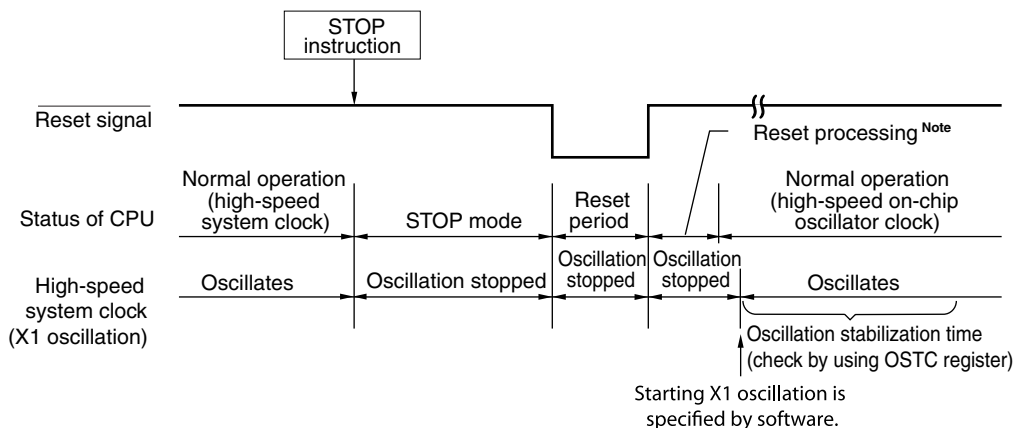 STOP
instruction
Reset signal
Reset processing Note
Normal operation
(high-speed
system clock)
Status of CPU
STOP mode
Reset
period
Normal operation
(high-speed on-chip
oscillator clock)
High-speed
system clock
(X1 oscillation)
Oscillates
Oscillation stopped
Oscillation
stopped
Oscillation
stopped
Oscillates
Oscillation stabilization time
(check by using OSTC register)
Starting X1 oscillation is
specified by software.